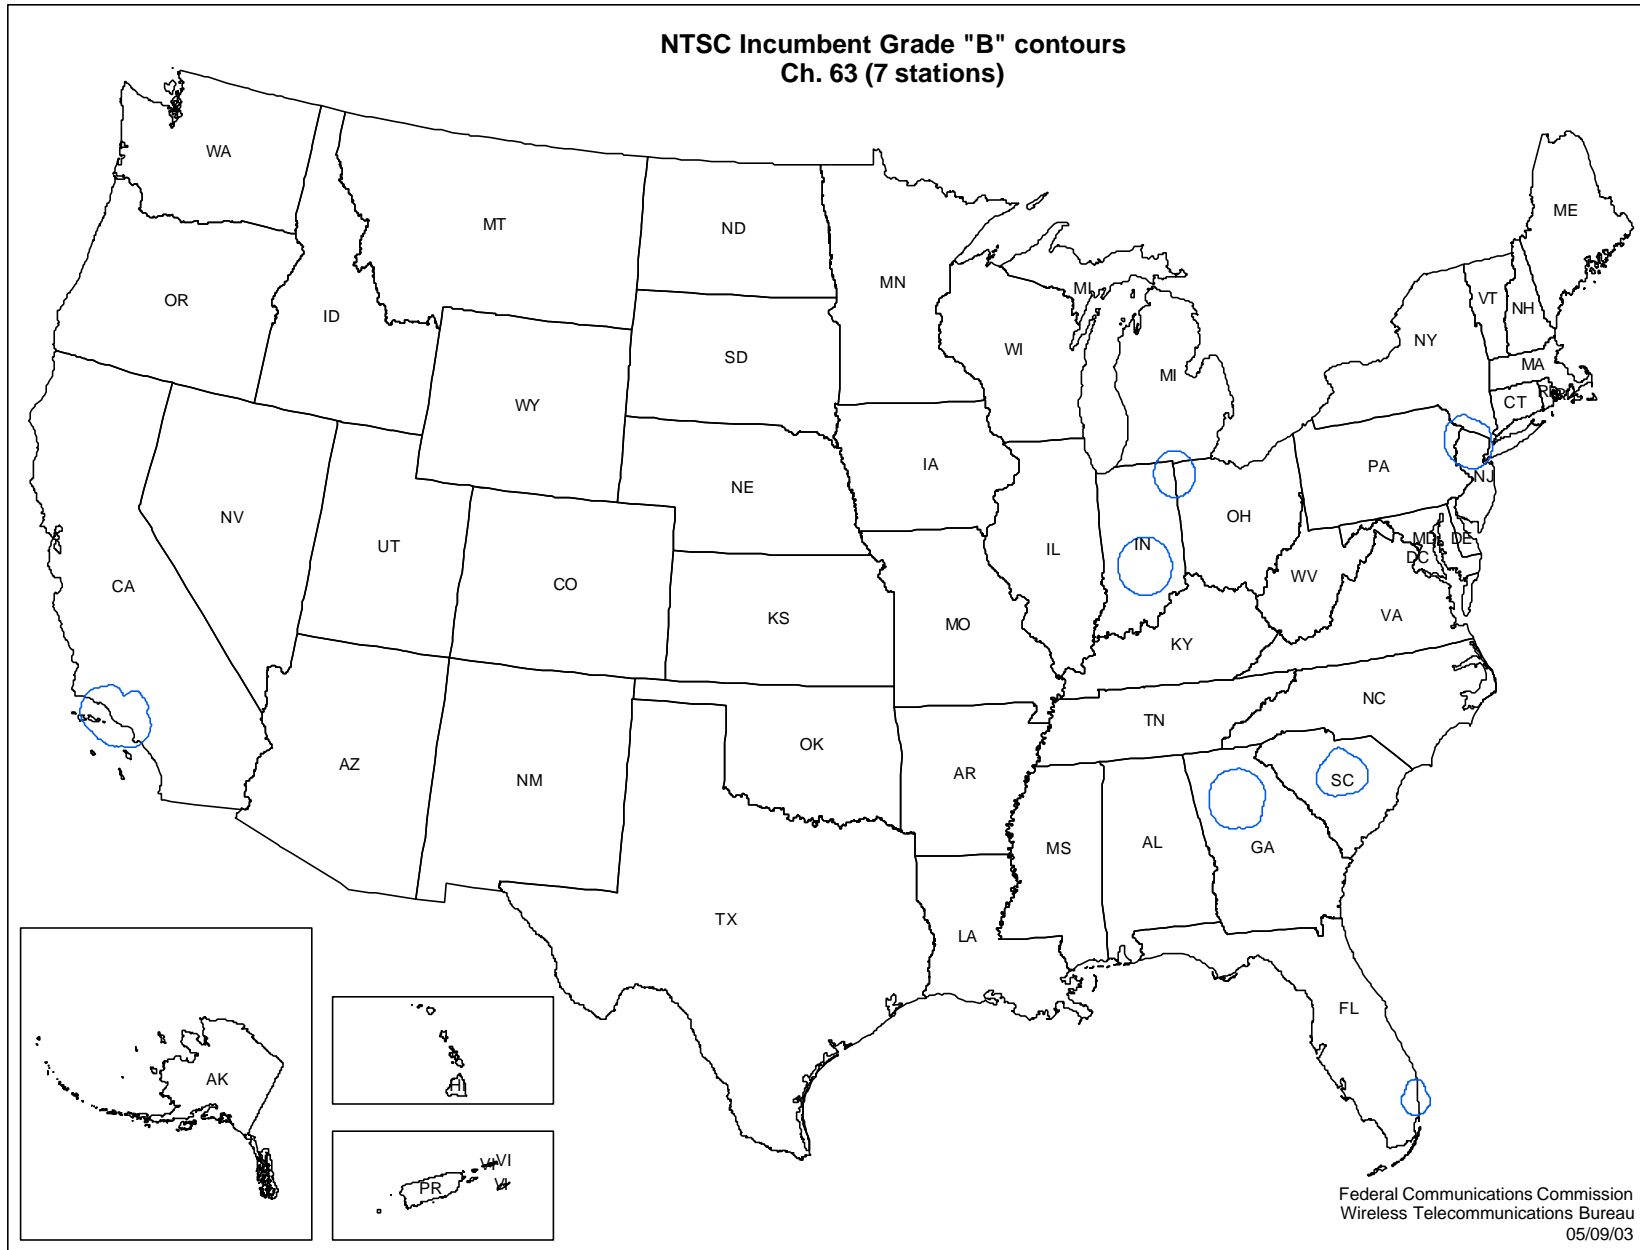 NTSC Incumbent Grade "B" contours
Ch. 63 (7 stations)
WA
MT
ND
MN
ME
OR
ID
SD
WI
MI
MI
NY
VT
NH
MA
CT
WY
NE
IA
PA
NJ
NV
UT
CO
KS
MO
IL
IN
OH
WV
MD
DC
DE
VA
CA
KY
NC
TN
SC
AZ
NM
OK
AR
MS
AL
GA
TX
LA
FL
AK
HI
PR
VI
VI
VI
Federal Communications Commission
Wireless Telecommunications Bureau
05/09/03